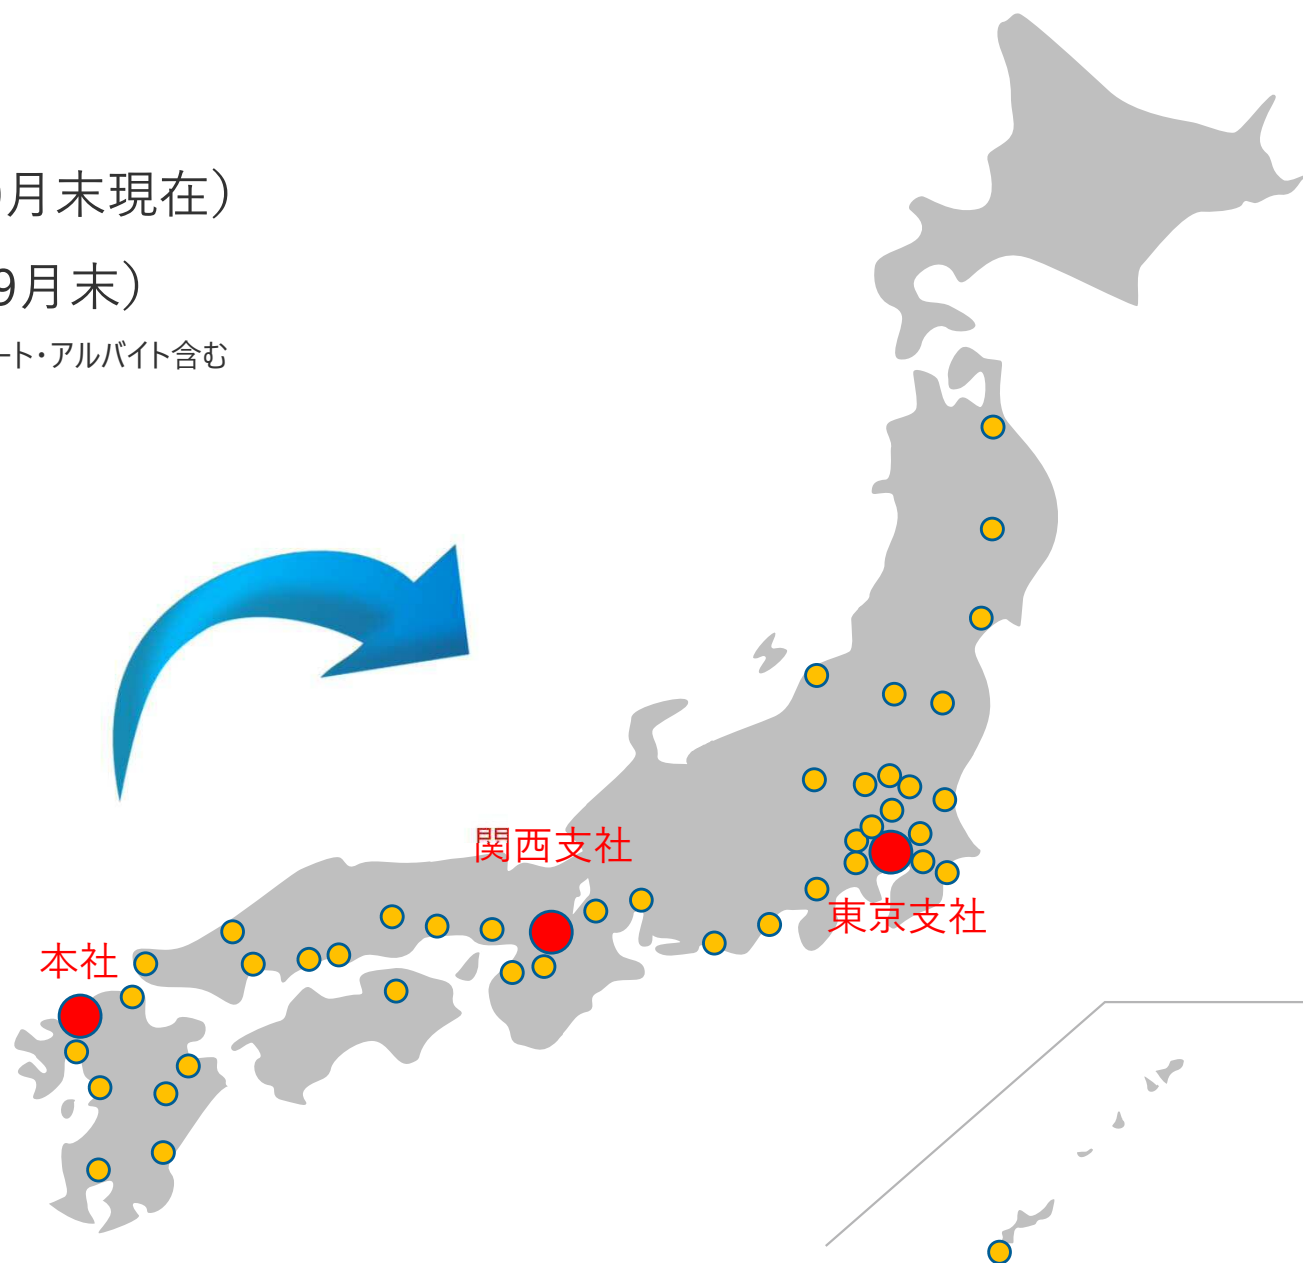 月末現在）
9月末）
ート・アルバイト含む
関西支社
東京支社
本社